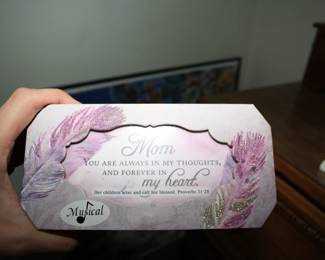 Mom
YOU ARE ALWAYS IN MY THOUGHTS,
AND FOREVER IN
my heart.
Her children arise and call her blessed. Proverbs 31:28
Musical